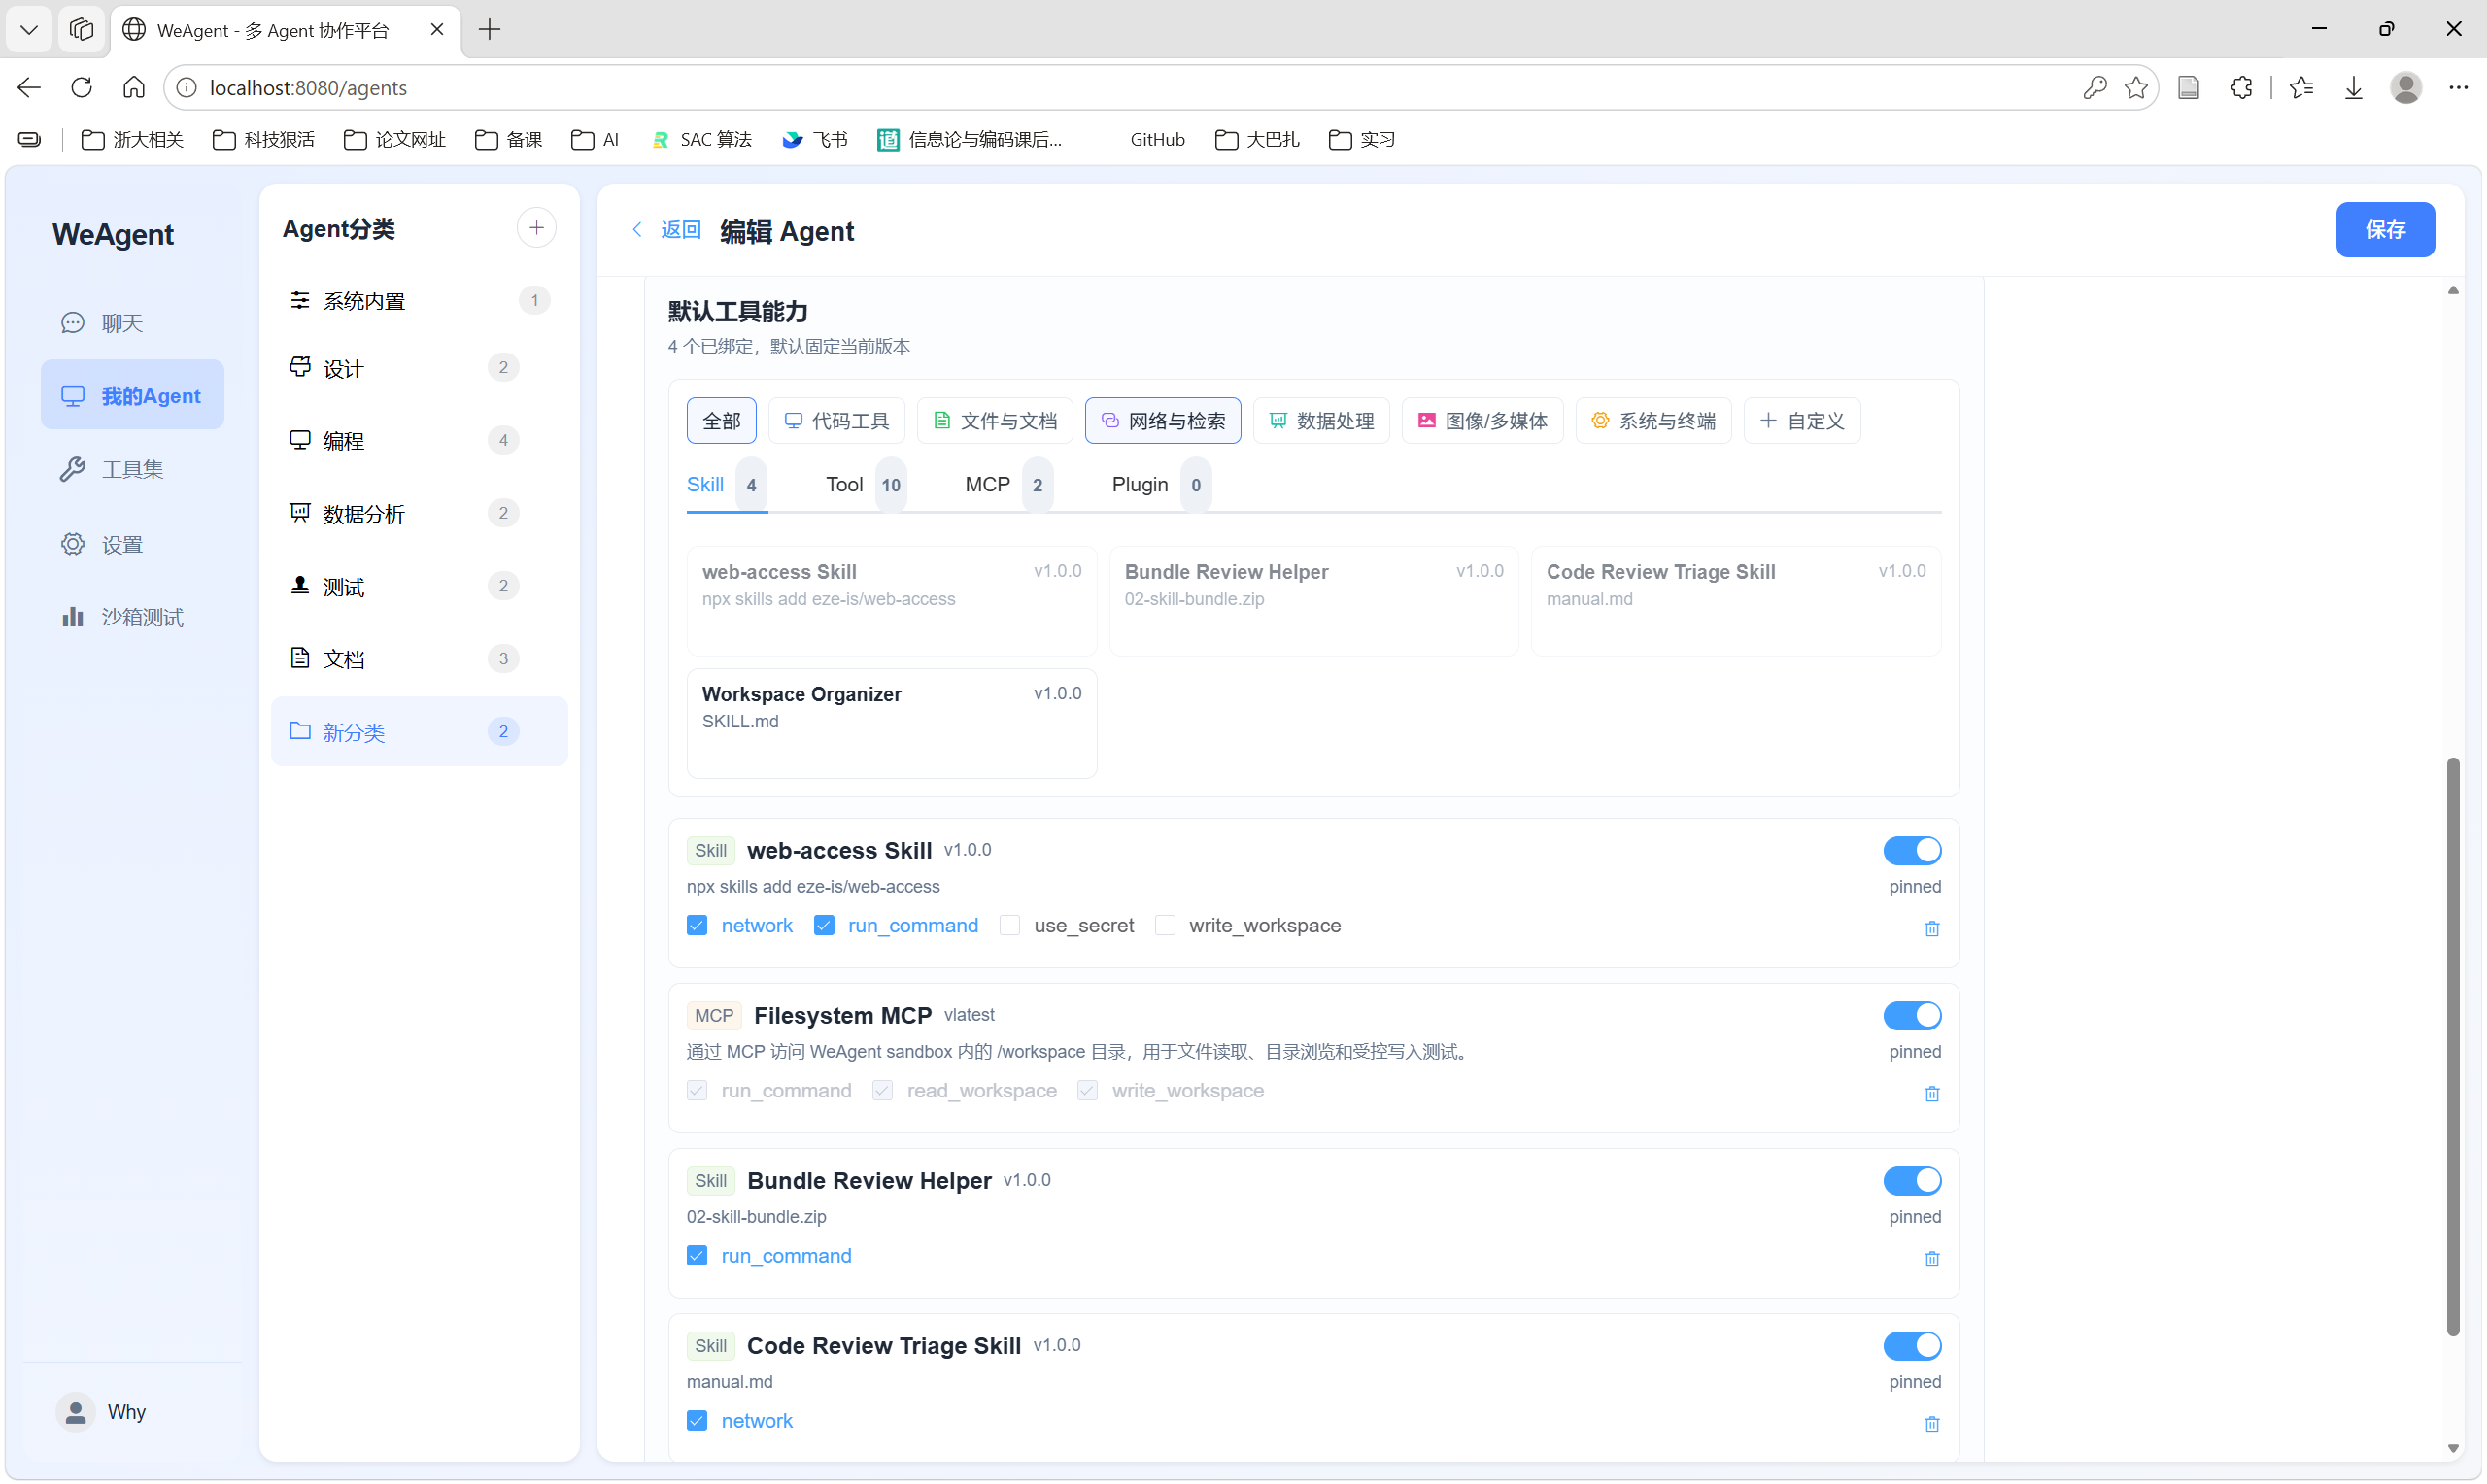 WeAgent - 多 Agent 协作平台
localhost:8080/agents
浙大相关 科技狠活 论文网址 备课 AI SAC 算法 飞书 信息论与编码课后... GitHub 大巴扎 实习
WeAgent
聊天
我的Agent
工具集
设置
沙箱测试
Why
Agent分类
系统内置 1
设计 2
编程 4
数据分析 2
测试 2
文档 3
新分类 2
返回 编辑 Agent 保存
默认工具能力
4 个已绑定，默认固定当前版本
全部 代码工具 文件与文档 网络与检索 数据处理 图像/多媒体 系统与终端 自定义
Skill 4 Tool 10 MCP 2 Plugin 0
web-access Skill v1.0.0
npx skills add eze-is/web-access
Bundle Review Helper v1.0.0
02-skill-bundle.zip
Code Review Triage Skill v1.0.0
manual.md
Workspace Organizer v1.0.0
SKILL.md
Skill web-access Skill v1.0.0
npx skills add eze-is/web-access pinned
network run_command use_secret write_workspace
MCP Filesystem MCP vlatest
通过 MCP 访问 WeAgent sandbox 内的 /workspace 目录，用于文件读取、目录浏览和受控写入测试。 pinned
run_command read_workspace write_workspace
Skill Bundle Review Helper v1.0.0
02-skill-bundle.zip pinned
run_command
Skill Code Review Triage Skill v1.0.0
manual.md pinned
network